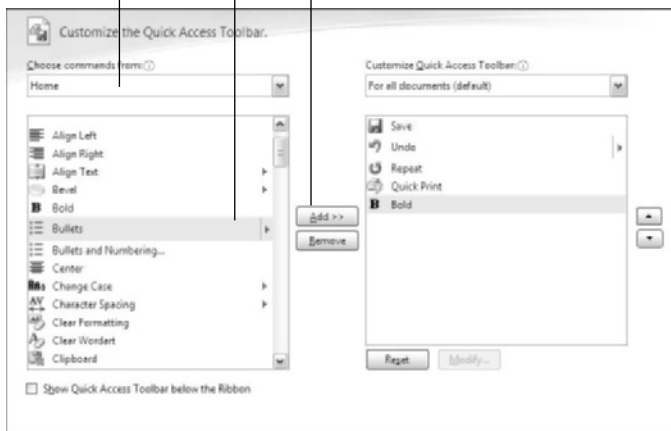 Customize the Quick Access Toolbar.
Choose commands from:
Home
Align Left
Align Right
Align Text
Bevel
Bold
Bullets
Bullets and Numbering...
Center
Change Case
Character Spacing
Clear Formatting
Clear Wordart
Clipboard
Show Quick Access Toolbar below the Ribbon
Add >>
Remove
Customize Quick Access Toolbar:
For all documents (default)
Save
Undo
Repeat
Quick Print
Bold
Reset
Modify...